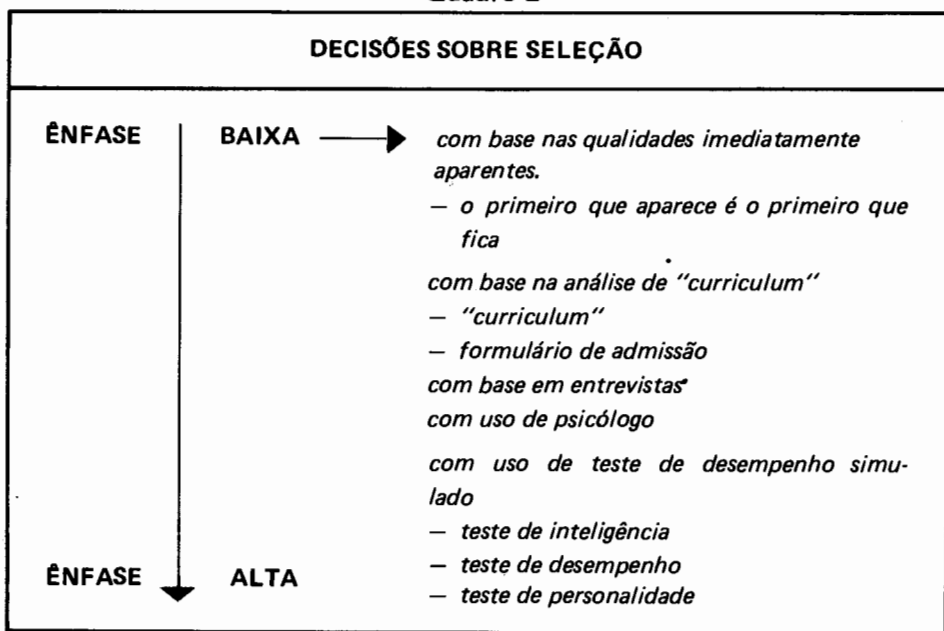 DECISÕES SOBRE SELEÇÃO
ÊNFASE BAIXA com base nas qualidades imediatamente
aparentes.
— o primeiro que aparece é o primeiro que
fica
com base na análise de "curriculum"
— "curriculum"
— formulário de admissão
com base em entrevistas
com uso de psicólogo
com uso de teste de desempenho simu-
lado
— teste de inteligência
— teste de desempenho
ÊNFASE ALTA
— teste de personalidade